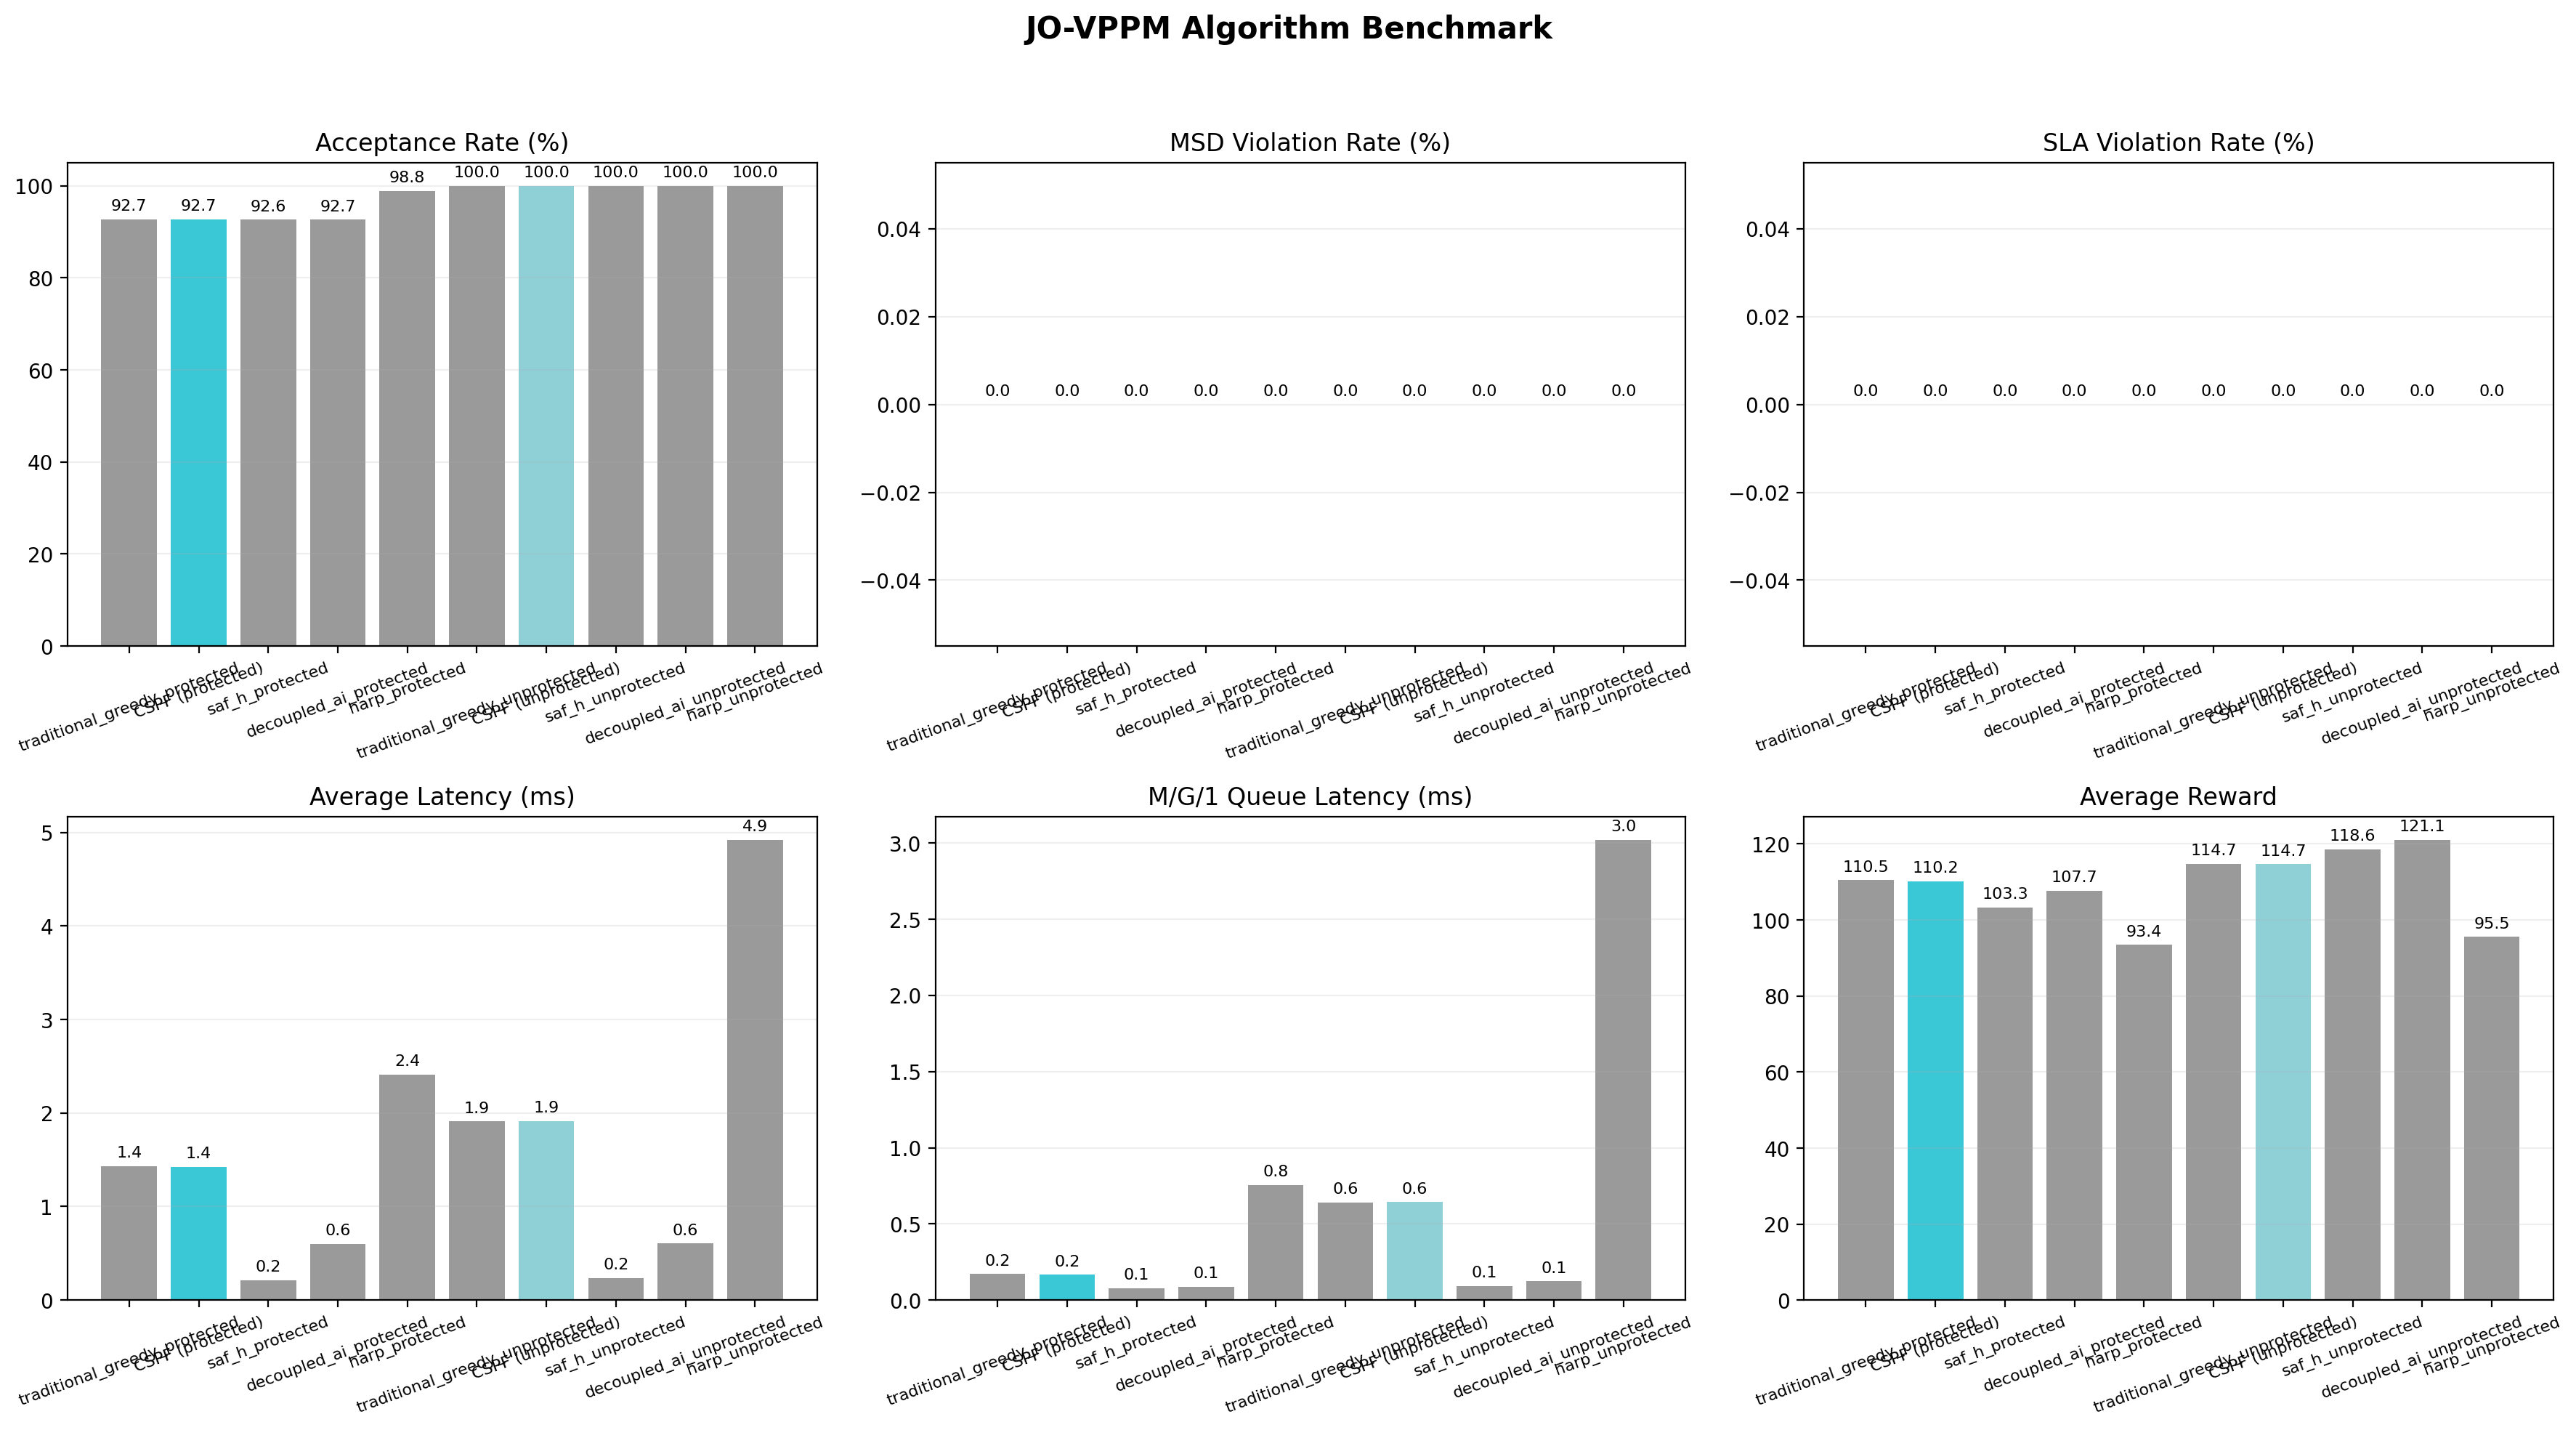 JO-VPPM Algorithm Benchmark
Acceptance Rate (%)
100
80
60
40
20
0
92.7
92.7
92.6
92.7
98.8
100.0
100.0
100.0
100.0
100.0
traditional_greedy_protected
CSPF (protected)
saf_h_protected
decoupled_ai_protected
harp_protected
traditional_greedy_unprotected
CSPF (unprotected)
saf_h_unprotected
decoupled_ai_unprotected
harp_unprotected
MSD Violation Rate (%)
0.04
0.02
0.00
−0.02
−0.04
0.0
0.0
0.0
0.0
0.0
0.0
0.0
0.0
0.0
0.0
traditional_greedy_protected
CSPF (protected)
saf_h_protected
decoupled_ai_protected
harp_protected
traditional_greedy_unprotected
CSPF (unprotected)
saf_h_unprotected
decoupled_ai_unprotected
harp_unprotected
SLA Violation Rate (%)
0.04
0.02
0.00
−0.02
−0.04
0.0
0.0
0.0
0.0
0.0
0.0
0.0
0.0
0.0
0.0
traditional_greedy_protected
CSPF (protected)
saf_h_protected
decoupled_ai_protected
harp_protected
traditional_greedy_unprotected
CSPF (unprotected)
saf_h_unprotected
decoupled_ai_unprotected
harp_unprotected
Average Latency (ms)
5
4
3
2
1
0
1.4
1.4
0.2
0.6
2.4
1.9
1.9
0.2
0.6
4.9
traditional_greedy_protected
CSPF (protected)
saf_h_protected
decoupled_ai_protected
harp_protected
traditional_greedy_unprotected
CSPF (unprotected)
saf_h_unprotected
decoupled_ai_unprotected
harp_unprotected
M/G/1 Queue Latency (ms)
3.0
2.5
2.0
1.5
1.0
0.5
0.0
0.2
0.2
0.1
0.1
0.8
0.6
0.6
0.1
0.1
3.0
traditional_greedy_protected
CSPF (protected)
saf_h_protected
decoupled_ai_protected
harp_protected
traditional_greedy_unprotected
CSPF (unprotected)
saf_h_unprotected
decoupled_ai_unprotected
harp_unprotected
Average Reward
120
100
80
60
40
20
0
110.5
110.2
103.3
107.7
93.4
114.7
114.7
118.6
121.1
95.5
traditional_greedy_protected
CSPF (protected)
saf_h_protected
decoupled_ai_protected
harp_protected
traditional_greedy_unprotected
CSPF (unprotected)
saf_h_unprotected
decoupled_ai_unprotected
harp_unprotected